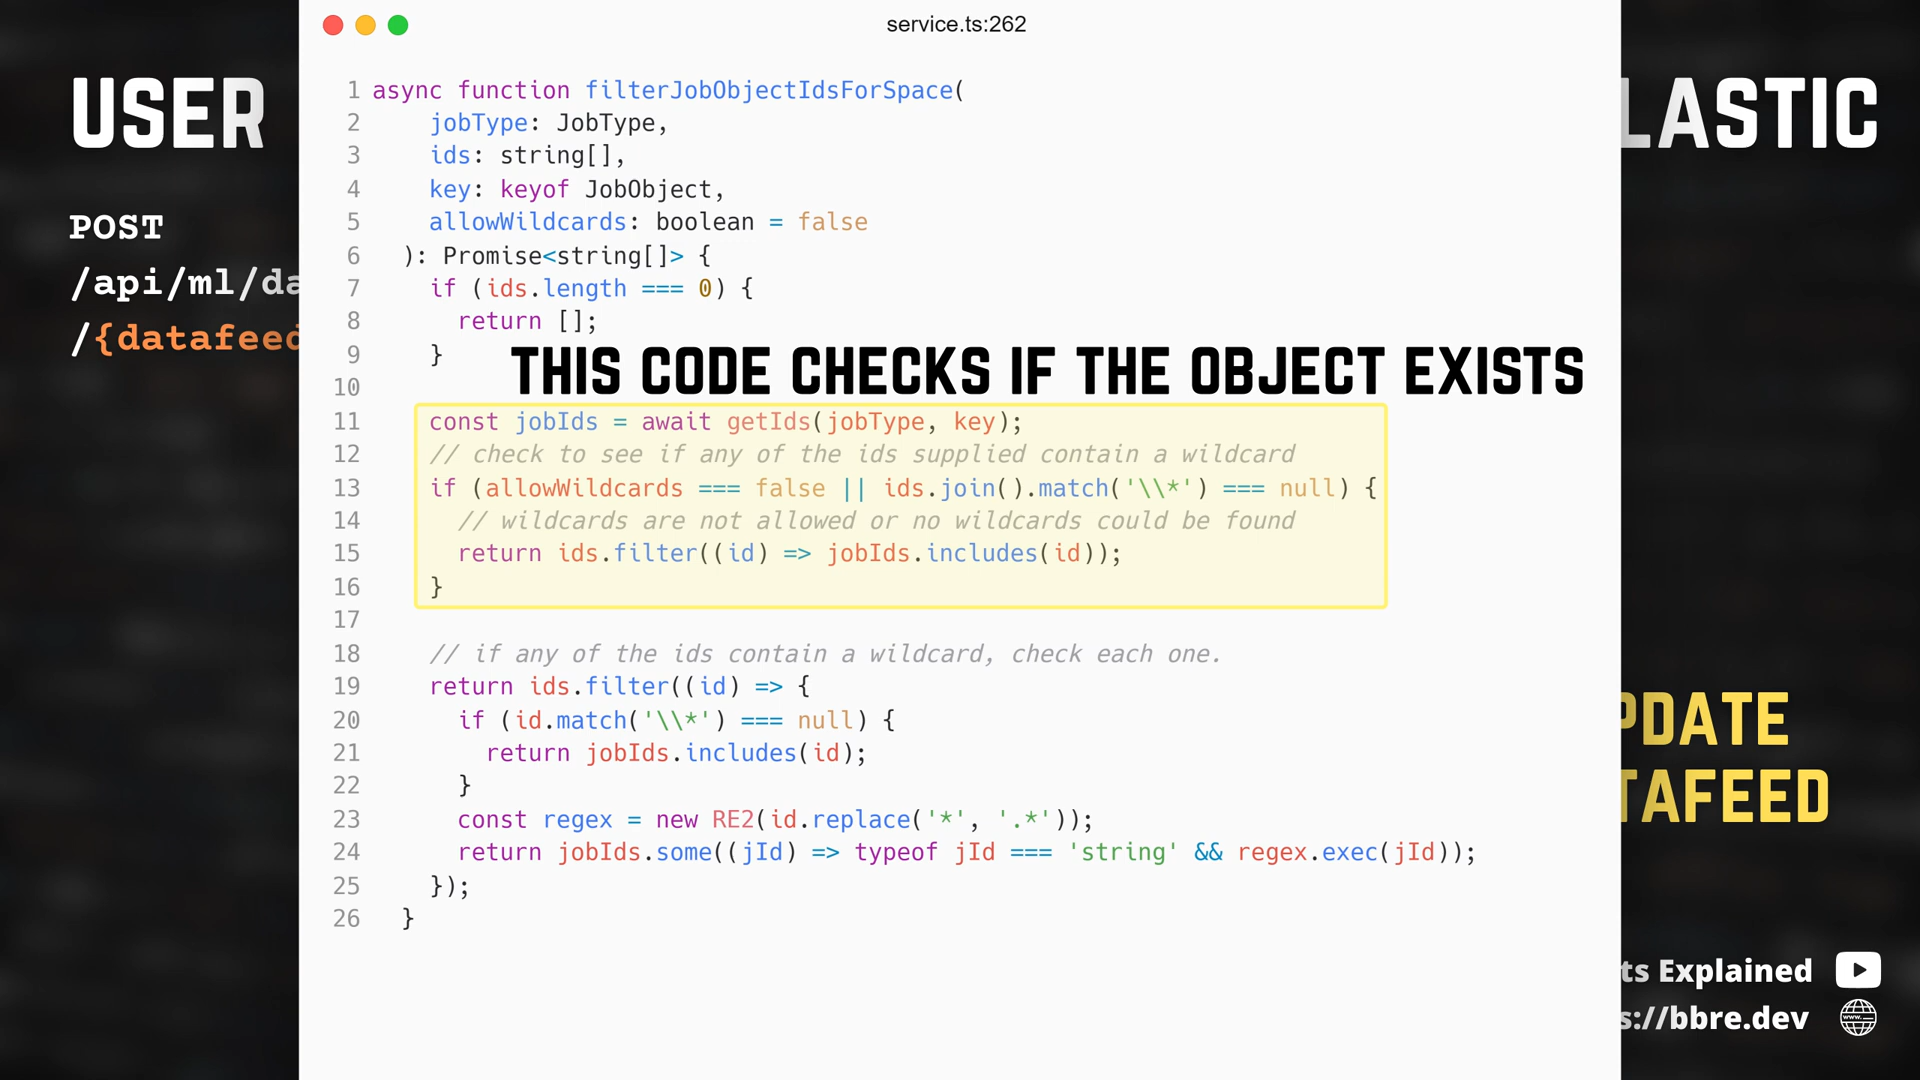 service.ts:262
USER
LASTIC
POST
/api/ml/da
/{datafeed
1 async function filterJobObjectIdsForSpace(
2 jobType: JobType,
3 ids: string[],
4 key: keyof JobObject,
5 allowWildcards: boolean = false
6 ): Promise<string[]> {
7 if (ids.length === 0) {
8 return [];
9 }
THIS CODE CHECKS IF THE OBJECT EXISTS
10
11 const jobIds = await getIds(jobType, key);
12 // check to see if any of the ids supplied contain a wildcard
13 if (allowWildcards === false || ids.join().match('\\*') === null) {
14 // wildcards are not allowed or no wildcards could be found
15 return ids.filter((id) => jobIds.includes(id));
16 }
17
18 // if any of the ids contain a wildcard, check each one.
19 return ids.filter((id) => {
20 if (id.match('\\*') === null) {
21 return jobIds.includes(id);
22 }
23 const regex = new RE2(id.replace('*', '.*'));
24 return jobIds.some((jId) => typeof jId === 'string' && regex.exec(jId));
25 });
26 }
PDATE
TAFEED
ts Explained
s://bbre.dev